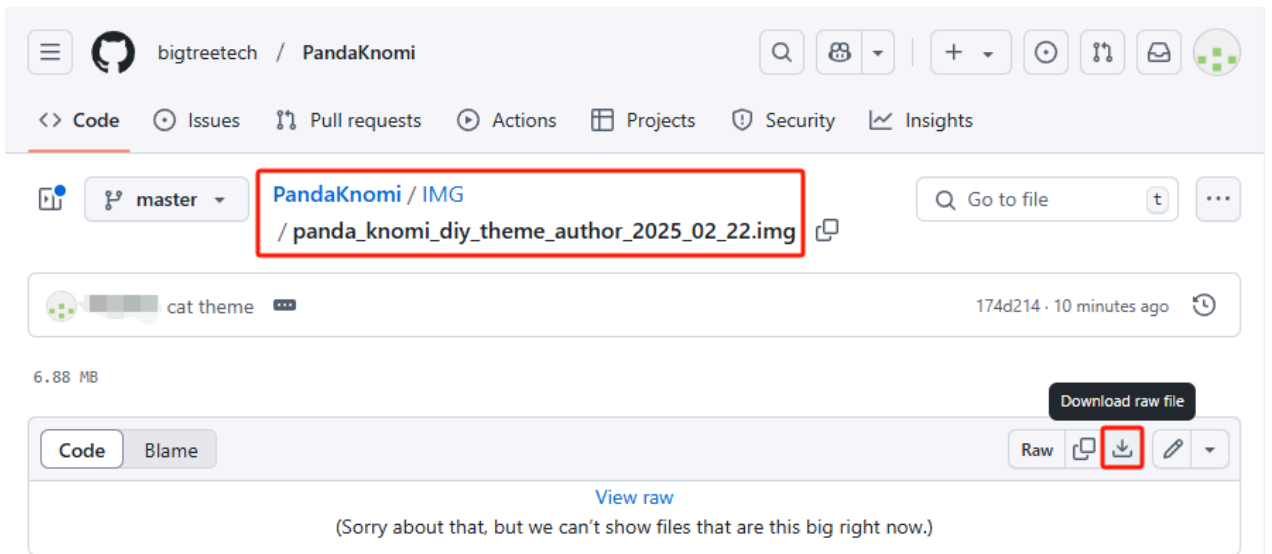 bigtreetech / PandaKnomi
<> Code Issues Pull requests Actions Projects Security Insights
master PandaKnomi / IMG Go to file t ...
/ panda_knomi_diy_theme_author_2025_02_22.img
cat theme 174d214 · 10 minutes ago
6.88 MB
Download raw file
Code Blame Raw
View raw
(Sorry about that, but we can't show files that are this big right now.)